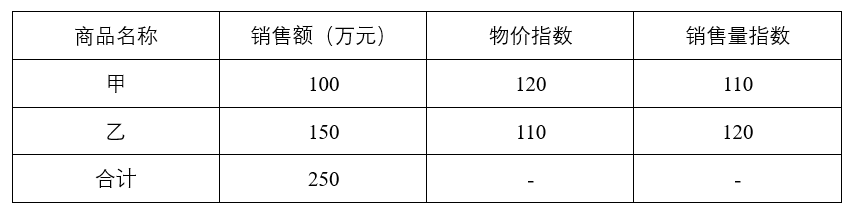 商品名称 销售额（万元） 物价指数 销售量指数
甲 100 120 110
乙 150 110 120
合计 250 - -